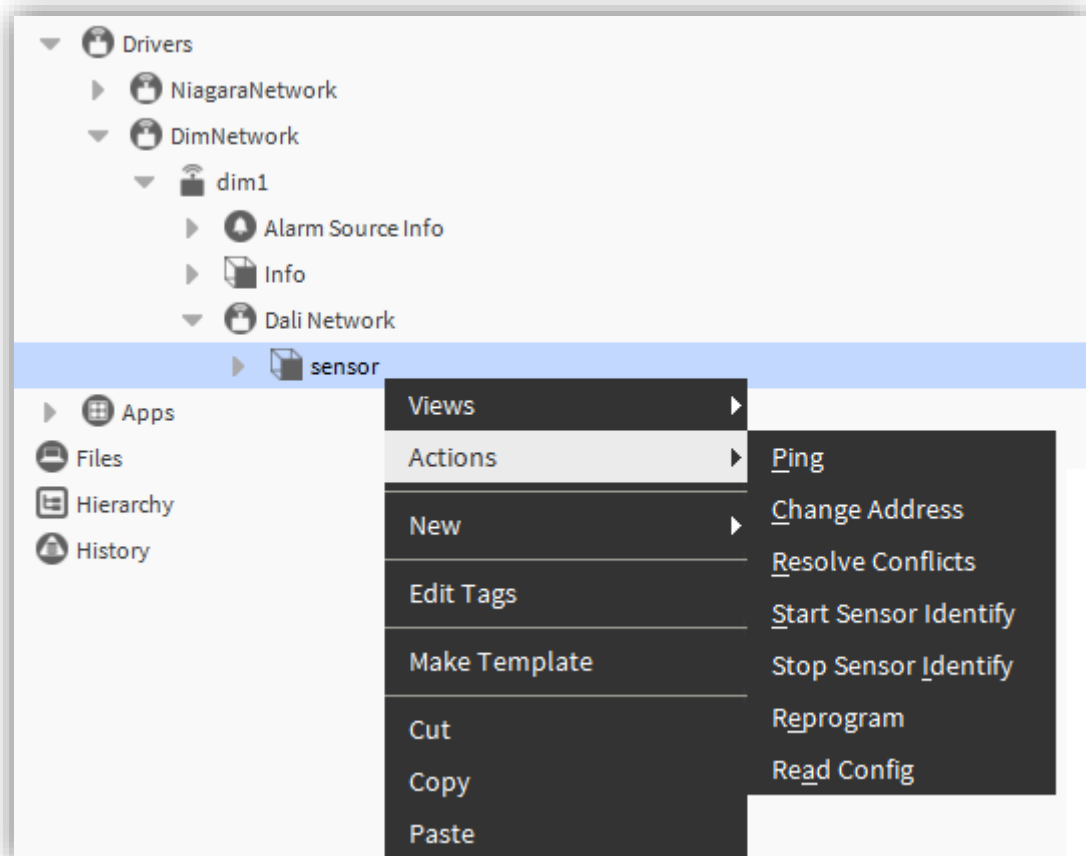 Drivers
NiagaraNetwork
DimNetwork
dim1
Alarm Source Info
Info
Dali Network
sensor
Apps
Files
Hierarchy
History
Views
Actions
New
Edit Tags
Make Template
Cut
Copy
Paste
Ping
Change Address
Resolve Conflicts
Start Sensor Identify
Stop Sensor Identify
Reprogram
Read Config